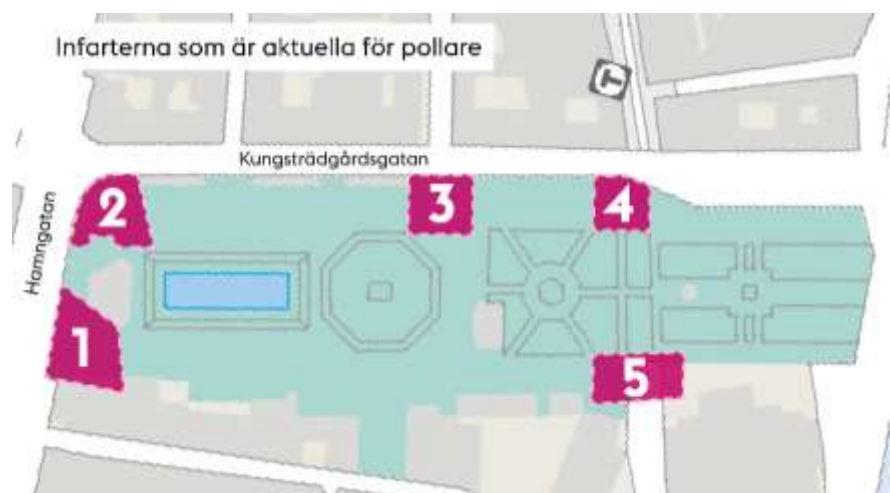 Infarterna som är aktuella för pollare
T
Kungsträdgårdsgatan
2
3
4
Hamngatan
1
5